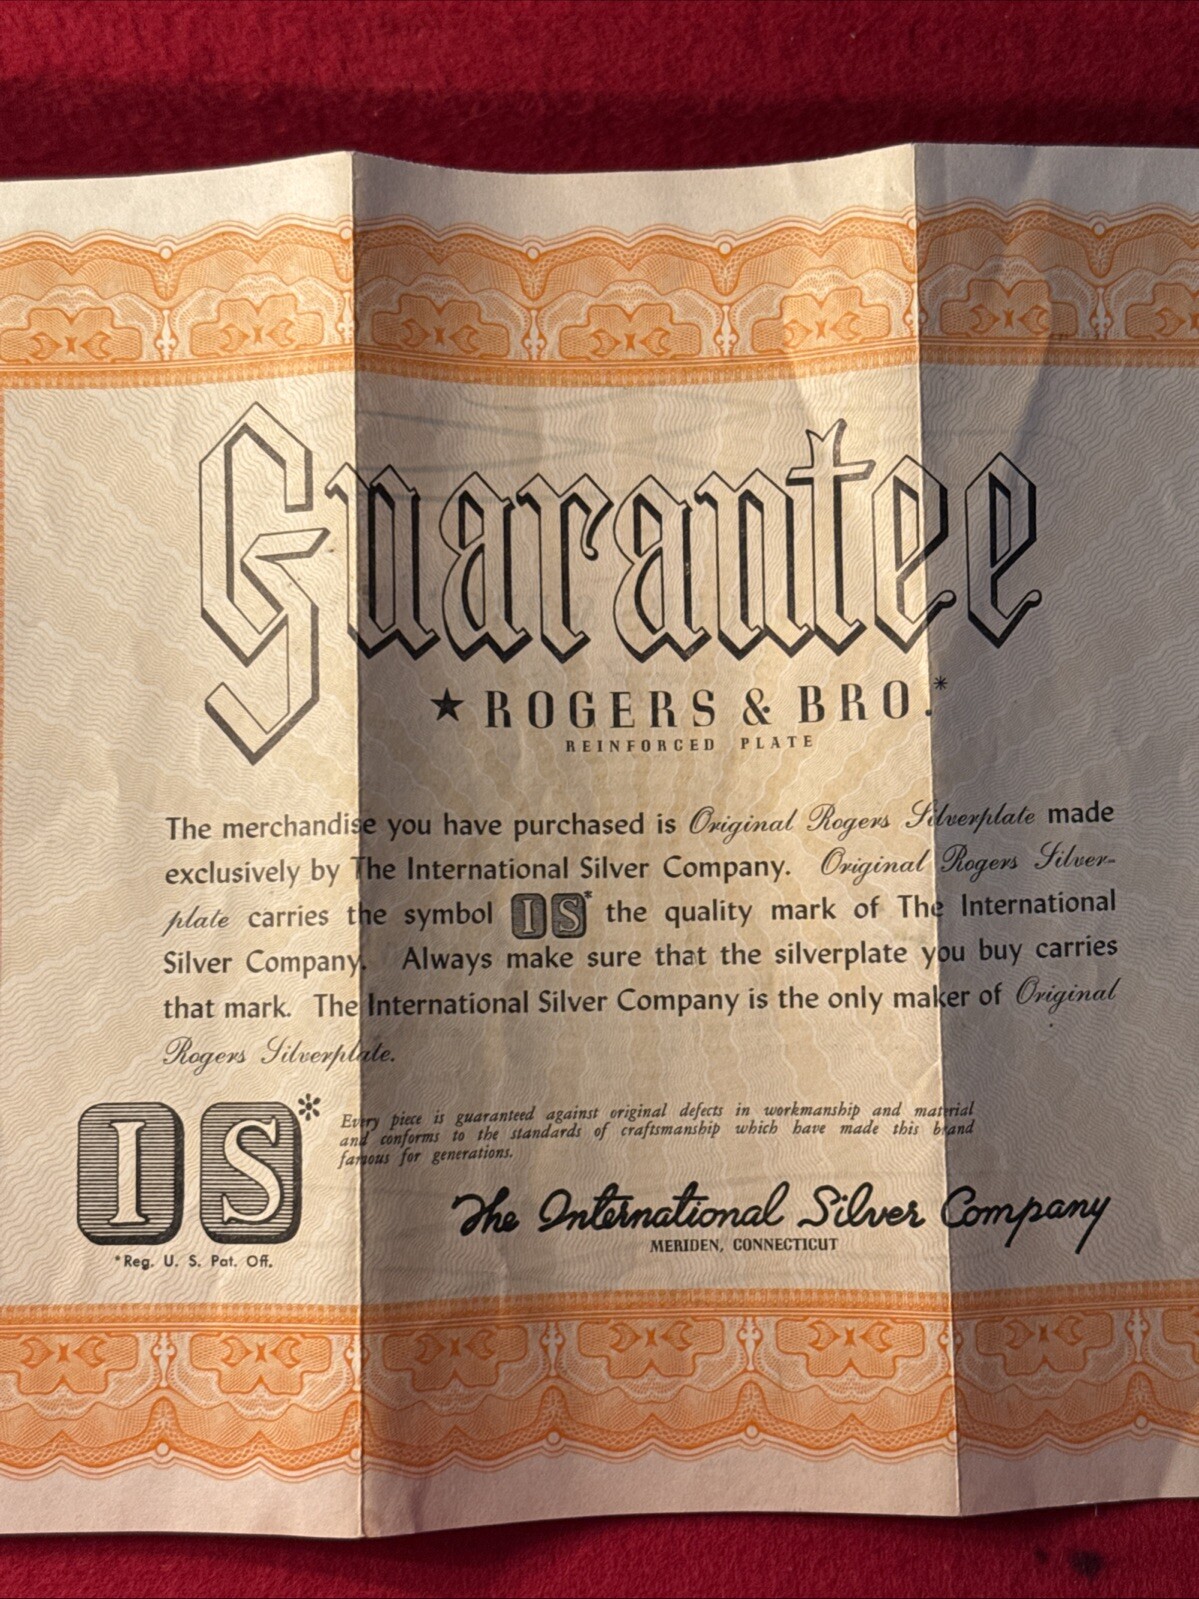 Guarantee
★ ROGERS & BRO.*
REINFORCED PLATE
The merchandise you have purchased is Original Rogers Silverplate made
exclusively by The International Silver Company. Original Rogers Silver-
plate carries the symbol IS* the quality mark of The International
Silver Company. Always make sure that the silverplate you buy carries
that mark. The International Silver Company is the only maker of Original
Rogers Silverplate.
IS*
*Reg. U. S. Pat. Off.
Every piece is guaranteed against original defects in workmanship and material
and conforms to the standards of craftsmanship which have made this brand
famous for generations.
The International Silver Company
MERIDEN, CONNECTICUT